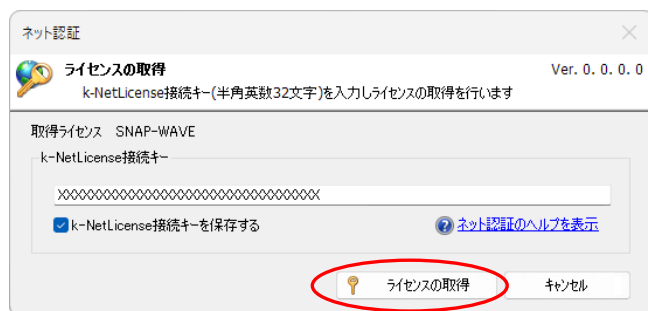 ネット認証
ライセンスの取得 Ver. 0. 0. 0. 0
k-NetLicense接続キー(半角英数32文字)を入力しライセンスの取得を行います
取得ライセンス SNAP-WAVE
k-NetLicense接続キー
XXXXXXXXXXXXXXXXXXXXXXXXXXXXXXXX
k-NetLicense接続キーを保存する ネット認証のヘルプを表示
ライセンスの取得 キャンセル